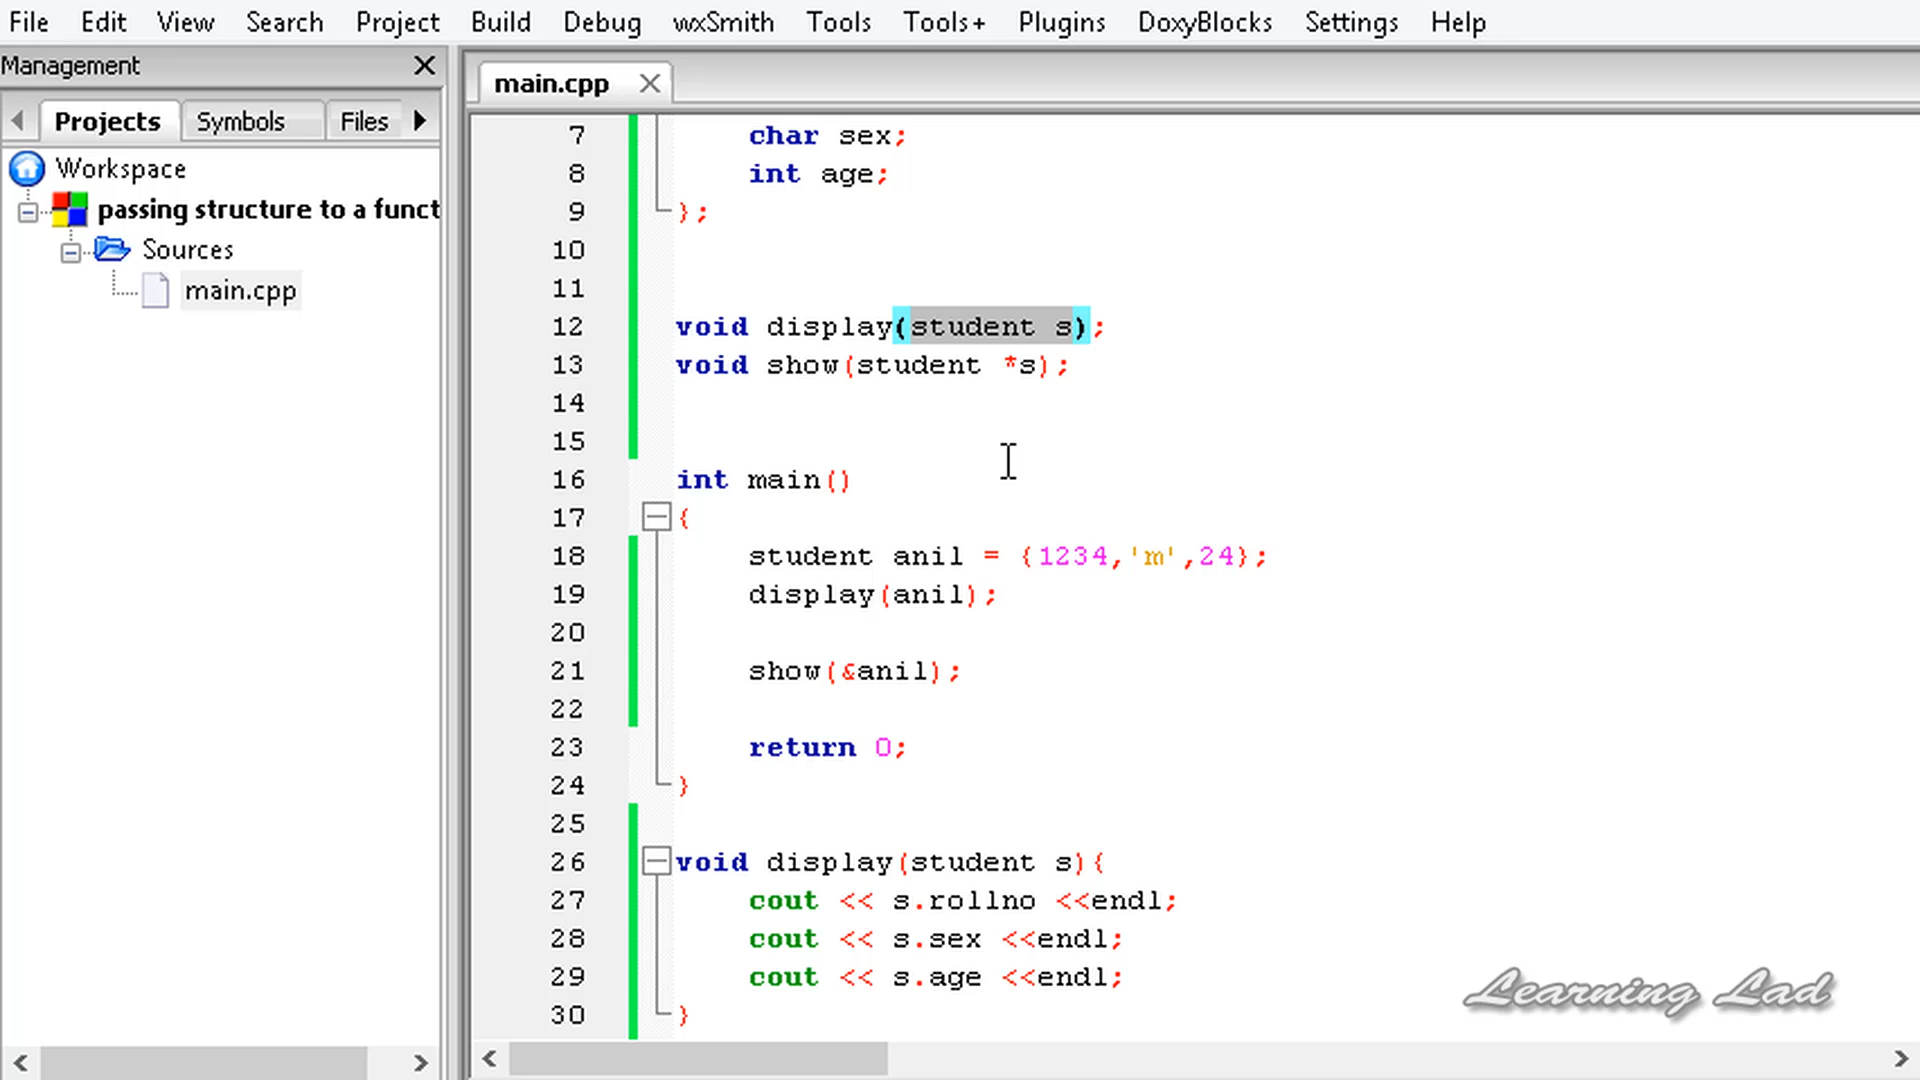 File Edit View Search Project Build Debug wxSmith Tools Tools+ Plugins DoxyBlocks Settings Help
Management
Projects Symbols Files
Workspace
passing structure to a funct
Sources
main.cpp
main.cpp
7 char sex;
8 int age;
9 };
10
11
12 void display(student s);
13 void show(student *s);
14
15
16 int main()
17 {
18 student anil = {1234,'m',24};
19 display(anil);
20
21 show(&anil);
22
23 return 0;
24 }
25
26 void display(student s){
27 cout << s.rollno <<endl;
28 cout << s.sex <<endl;
29 cout << s.age <<endl;
30 }
Learning Lad